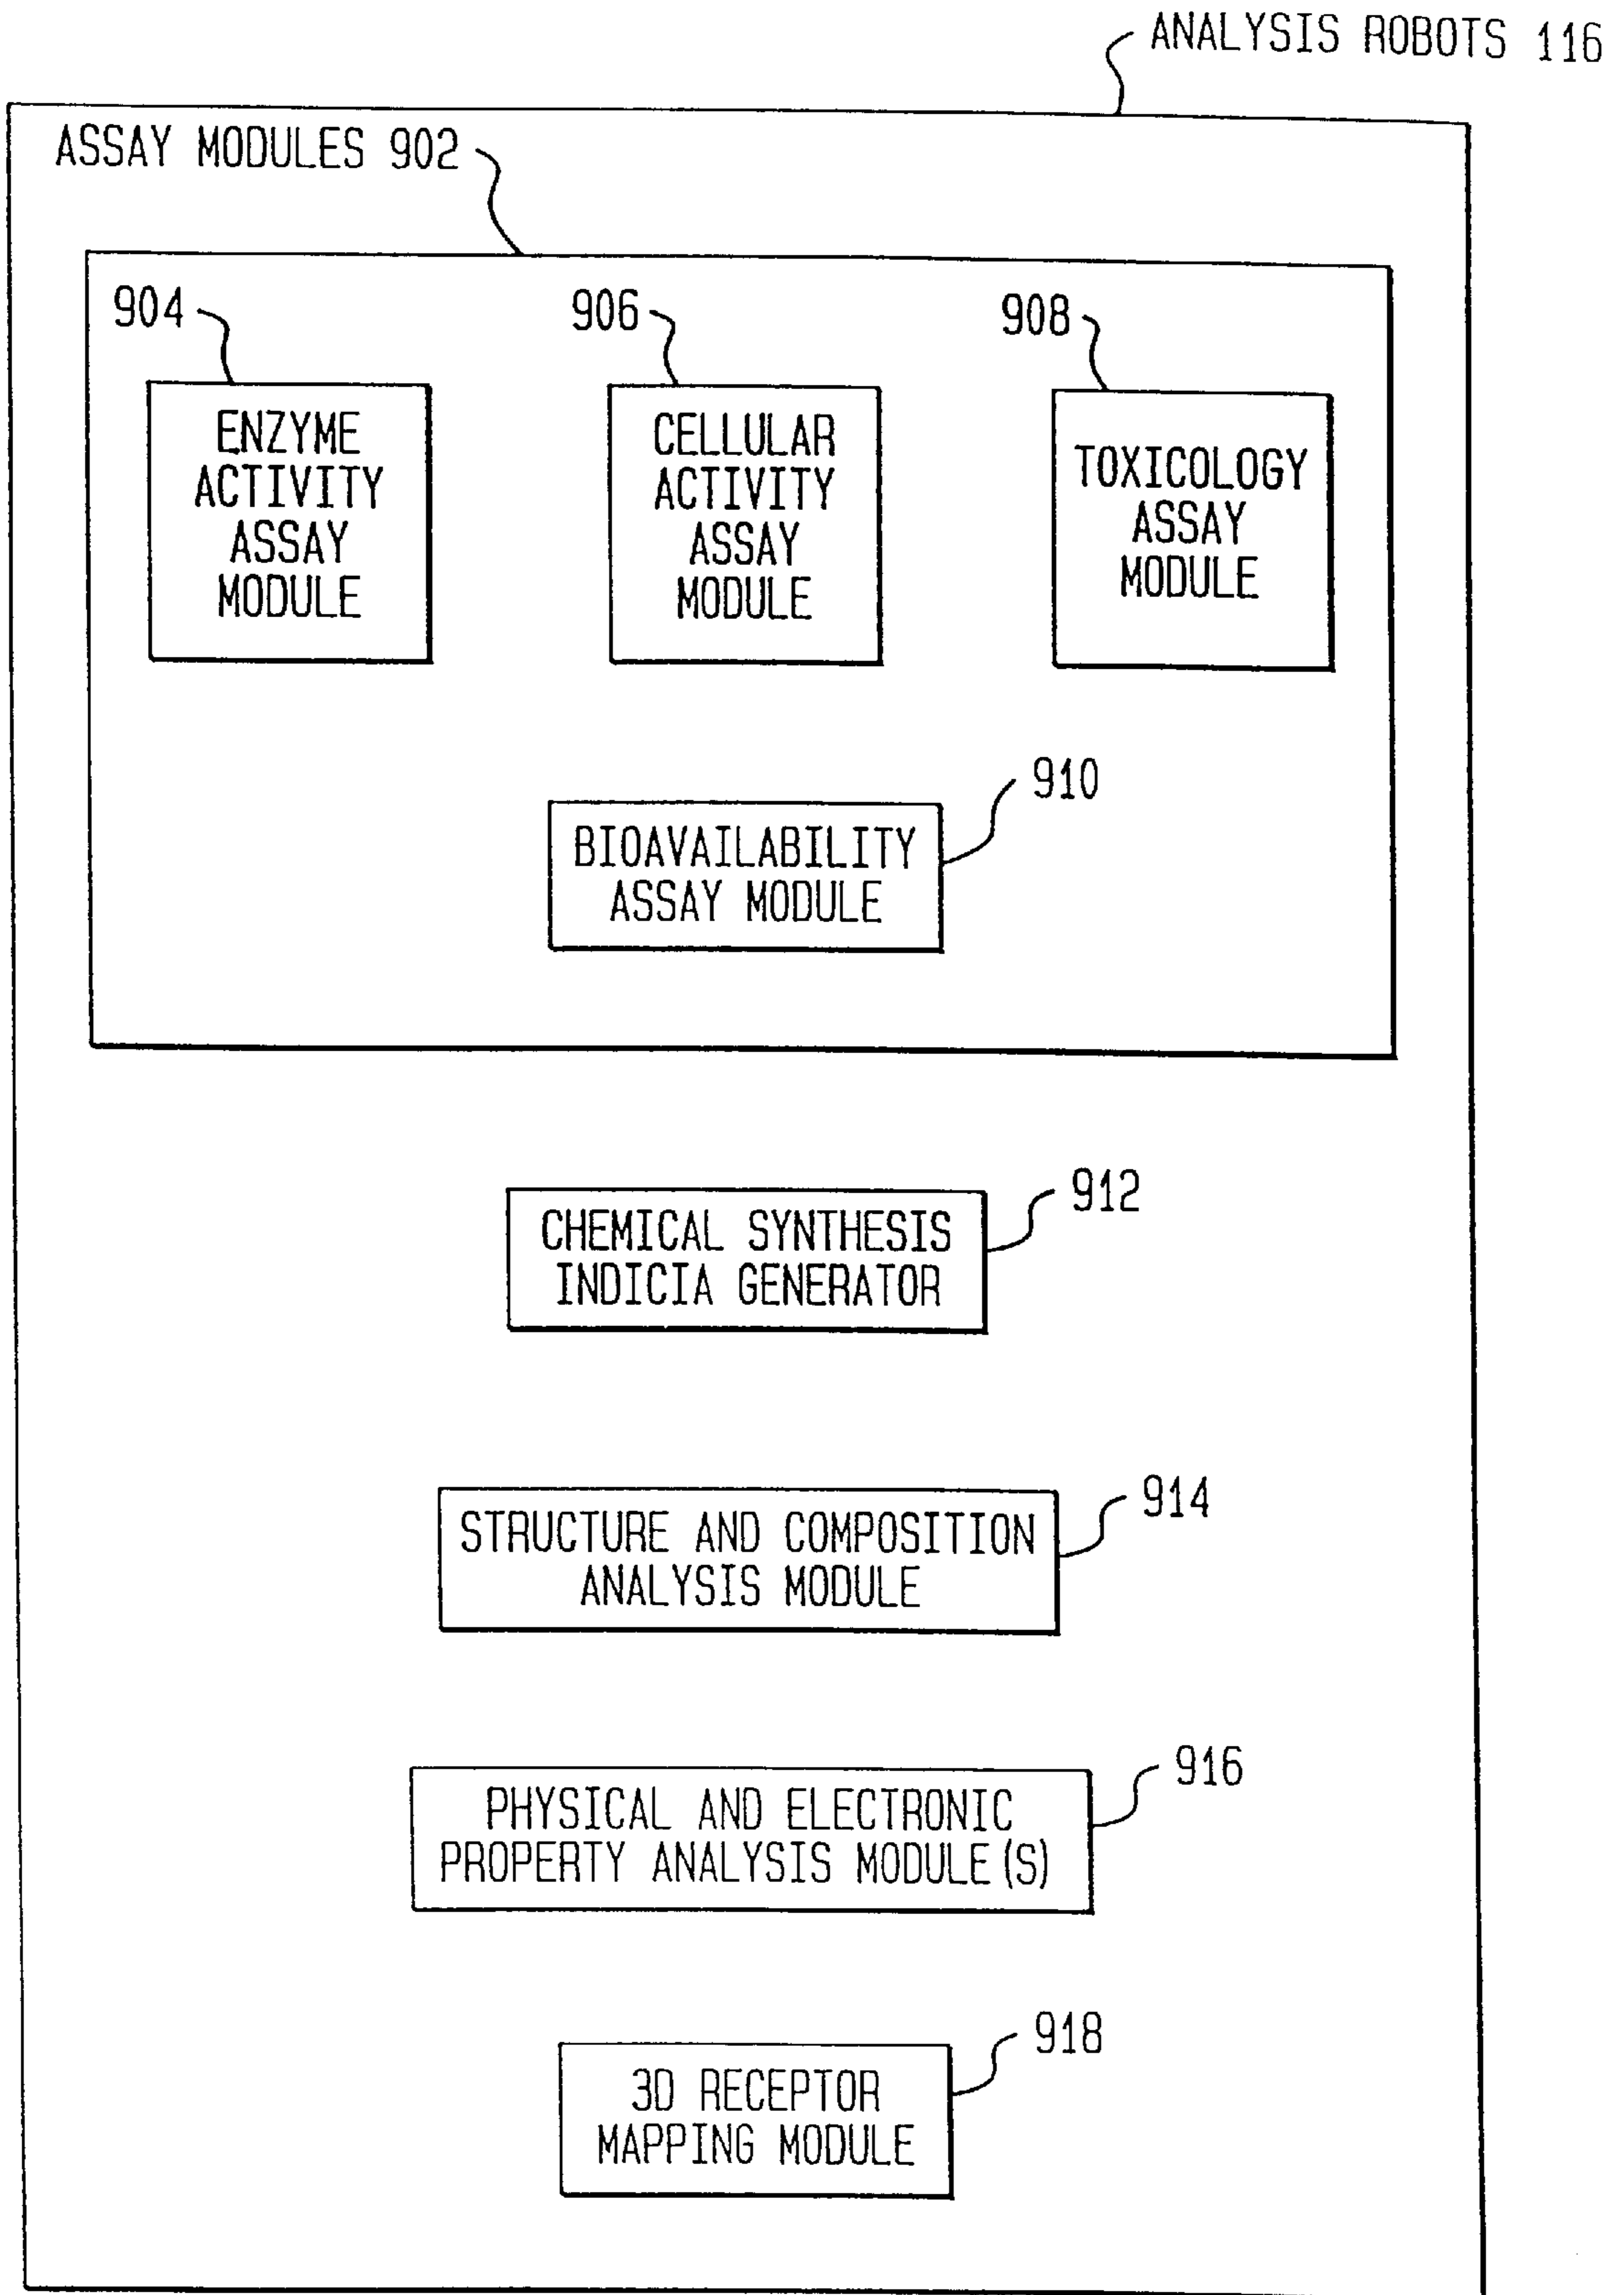 ANALYSIS ROBOTS 116
ASSAY MODULES 902
904
906
908
ENZYME
ACTIVITY
ASSAY
MODULE
CELLULAR
ACTIVITY
ASSAY
MODULE
TOXICOLOGY
ASSAY
MODULE
910
BIOAVAILABILITY
ASSAY MODULE
912
CHEMICAL SYNTHESIS
INDICIA GENERATOR
914
STRUCTURE AND COMPOSITION
ANALYSIS MODULE
916
PHYSICAL AND ELECTRONIC
PROPERTY ANALYSIS MODULE(S)
918
3D RECEPTOR
MAPPING MODULE